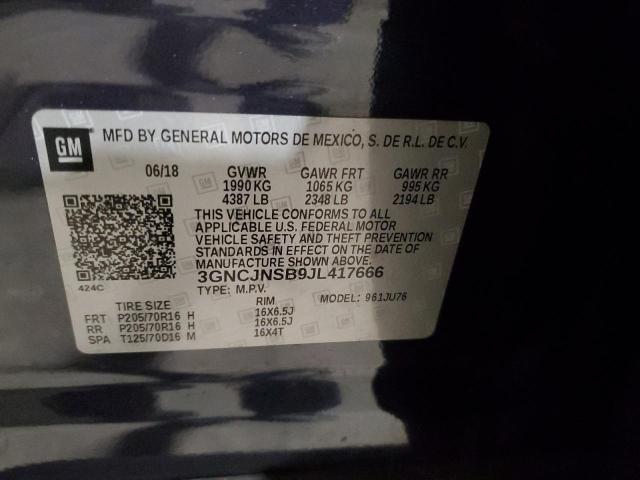 GM
MFD BY GENERAL MOTORS DE MEXICO, S. DE R.L. DE C.V.
06/18 GVWR GAWR FRT GAWR RR
1990 KG 1065 KG 995 KG
4387 LB 2348 LB 2194 LB
THIS VEHICLE CONFORMS TO ALL
APPLICABLE U.S. FEDERAL MOTOR
VEHICLE SAFETY AND THEFT PREVENTION
STANDARDS IN EFFECT ON THE DATE OF
MANUFACTURE SHOWN ABOVE.
3GNCJNSB9JL417666
424C
TYPE: M.P.V. MODEL: 961JU76
TIRE SIZE RIM
FRT P205/70R16 H 16X6.5J
RR P205/70R16 H 16X6.5J
SPA T125/70D16 M 16X4T